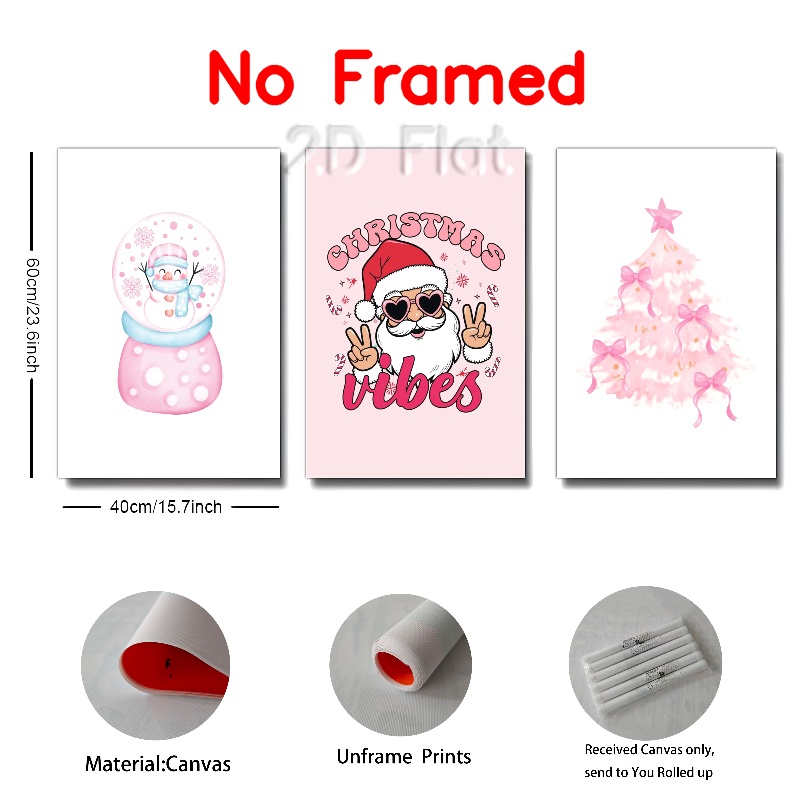 No Framed
2D Flat
60cm/23.6inch
CHRISTMAS
vibes
40cm/15.7inch
Material:Canvas
Unframe Prints
Received Canvas only,
send to You Rolled up